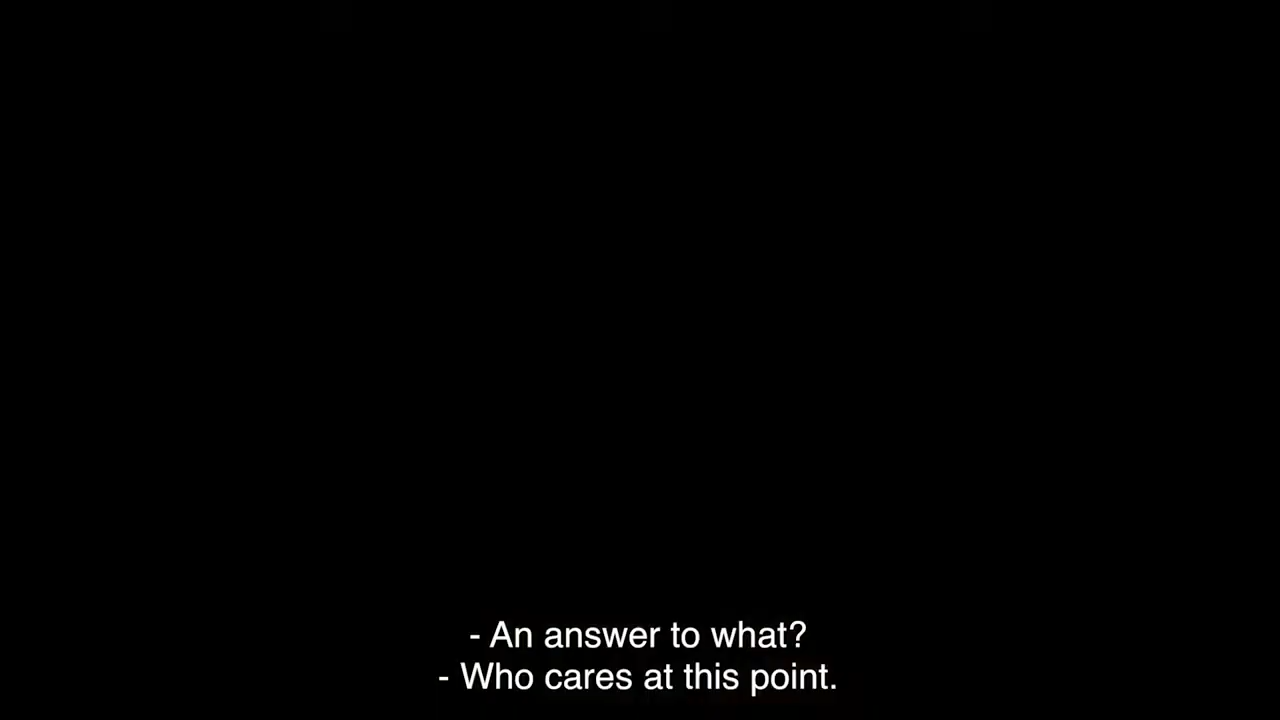 - An answer to what?
- Who cares at this point.